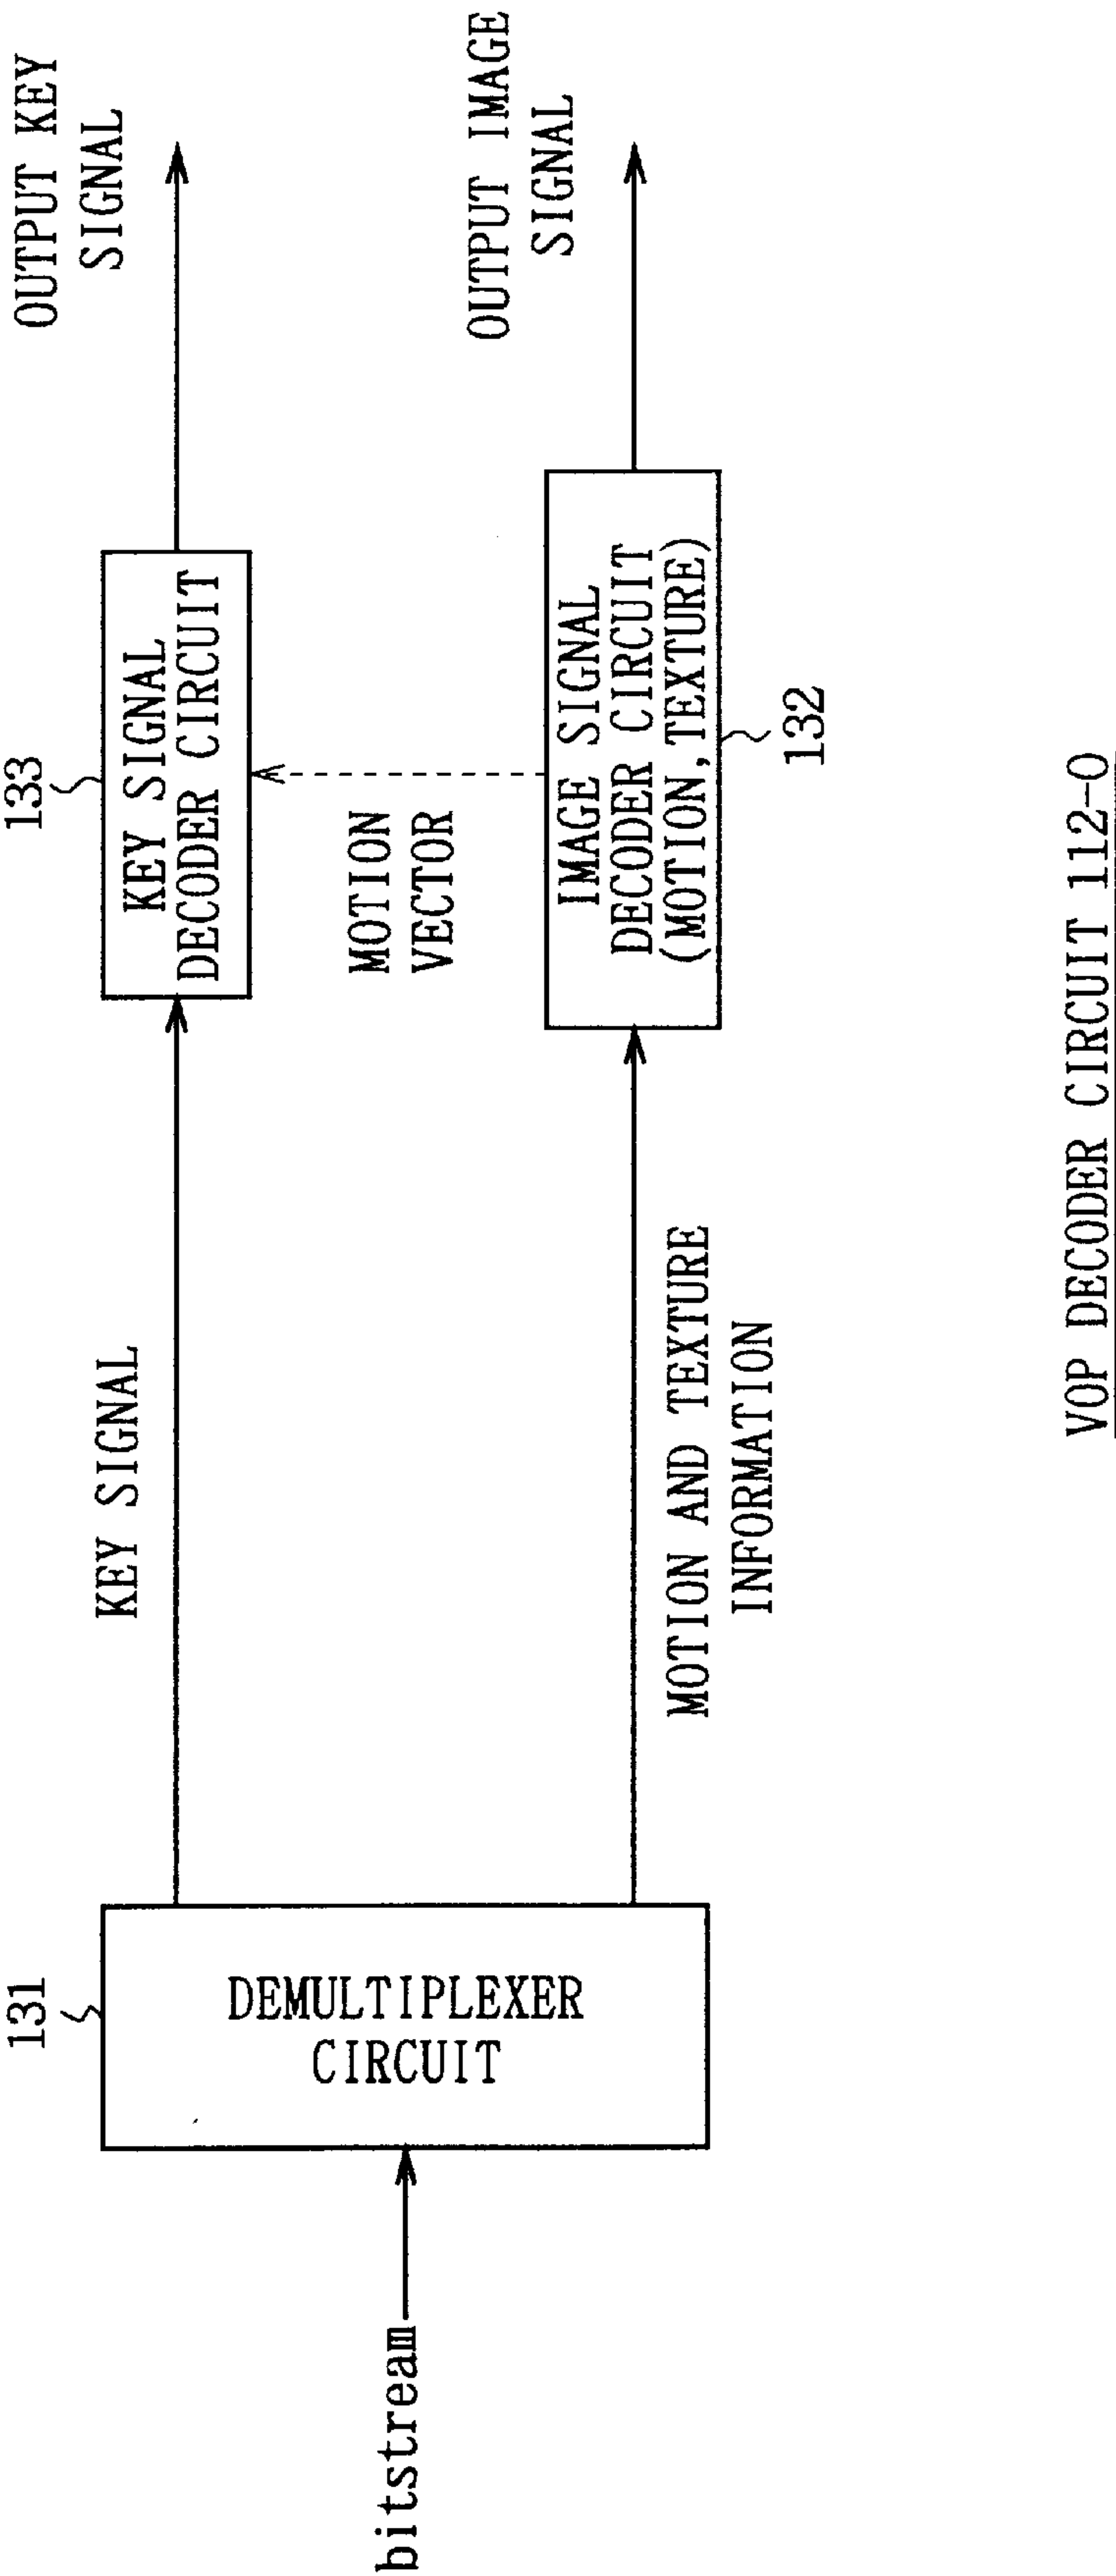 bitstream
131
DEMULTIPLEXER
CIRCUIT
KEY SIGNAL
MOTION AND TEXTURE
INFORMATION
133
KEY SIGNAL
DECODER CIRCUIT
MOTION
VECTOR
IMAGE SIGNAL
DECODER CIRCUIT
(MOTION, TEXTURE)
132
OUTPUT KEY
SIGNAL
OUTPUT IMAGE
SIGNAL
VOP DECODER CIRCUIT 112-0